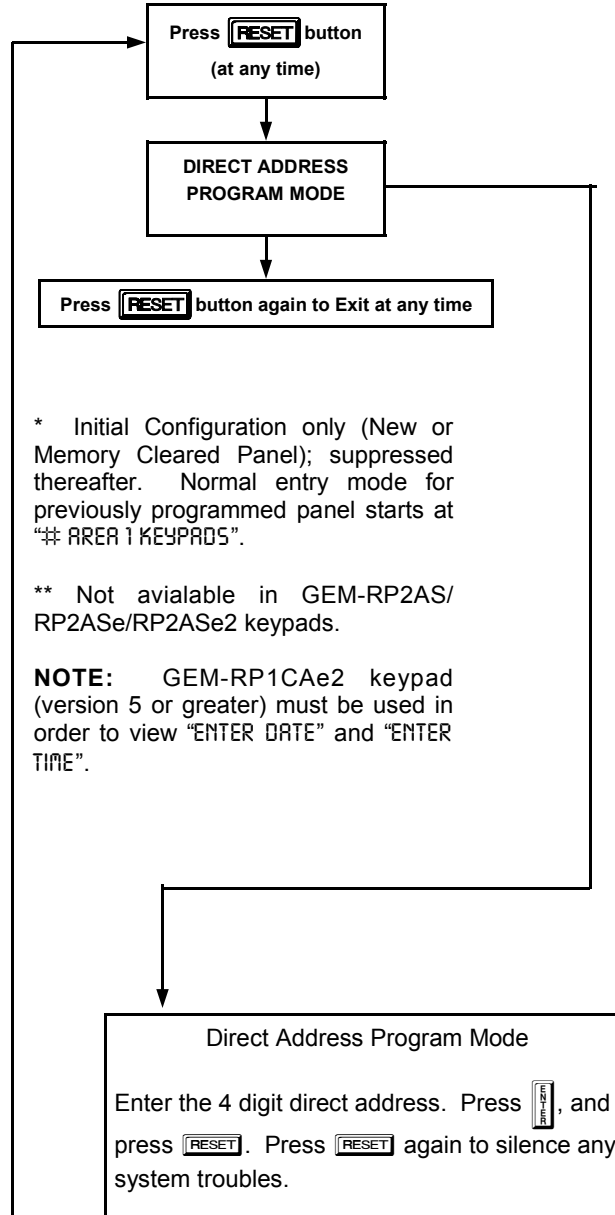 Press RESET button
(at any time)
DIRECT ADDRESS
PROGRAM MODE
Press RESET button again to Exit at any time
* Initial Configuration only (New or
Memory Cleared Panel); suppressed
thereafter. Normal entry mode for
previously programmed panel starts at
“# AREA 1 KEYPADS”.
** Not avialable in GEM-RP2AS/
RP2ASe/RP2ASe2 keypads.
NOTE: GEM-RP1CAe2 keypad
(version 5 or greater) must be used in
order to view “ENTER DATE” and “ENTER
TIME”.
Direct Address Program Mode
Enter the 4 digit direct address. Press ENTER, and
press RESET. Press RESET again to silence any
system troubles.